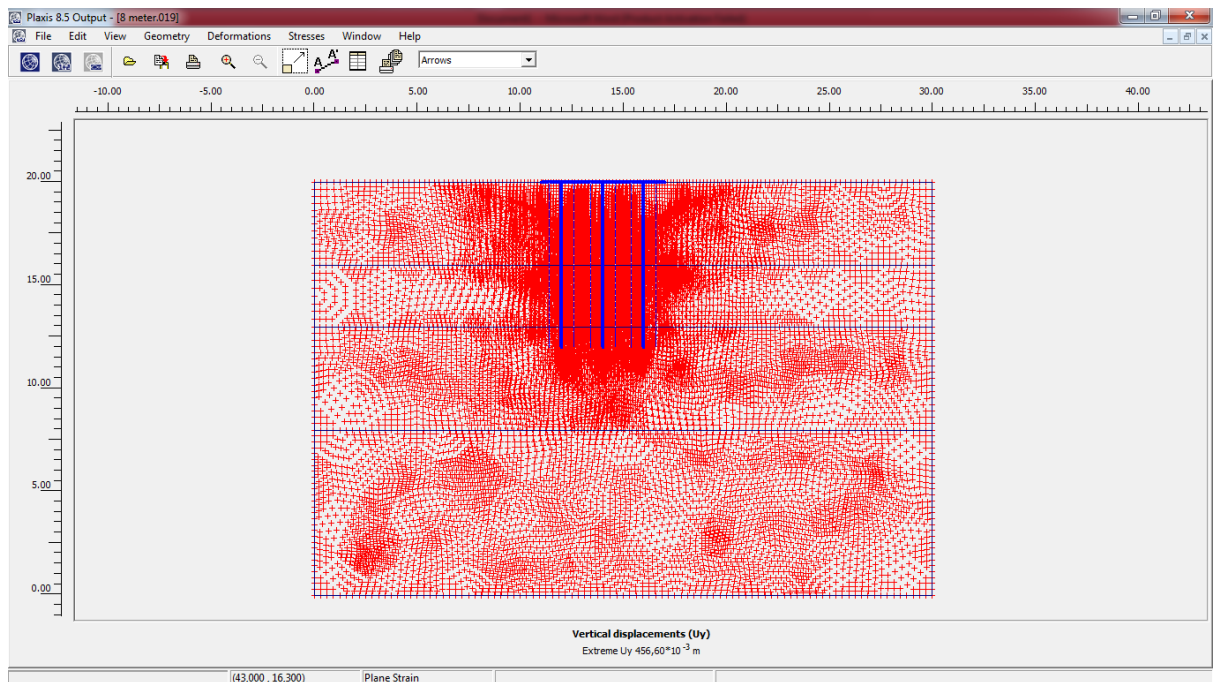 Plaxis 8.5 Output - [8 meter.019]
File Edit View Geometry Deformations Stresses Window Help
Arrows
-10.00 -5.00 0.00 5.00 10.00 15.00 20.00 25.00 30.00 35.00 40.00
20.00
15.00
10.00
5.00
0.00
Vertical displacements (Uy)
Extreme Uy 456,60*10-3 m
(43.000 , 16.300) Plane Strain